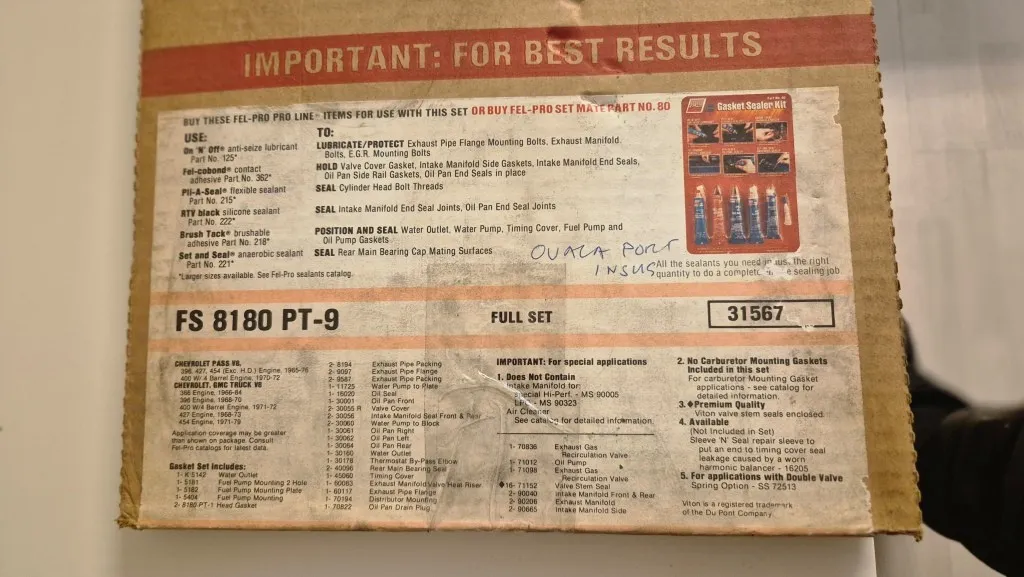 IMPORTANT: FOR BEST RESULTS
BUY THESE FEL-PRO PRO LINE® ITEMS FOR USE WITH THIS SET OR BUY FEL-PRO SET MATE PART NO. 80
USE:
On 'N' Off® anti-seize lubricant
Part No. 125*
Fel-cobond® contact
adhesive Part No. 362*
Pli-A-Seal® flexible sealant
Part No. 215*
RTV black silicone sealant
Part No. 222*
Brush Tack® brushable
adhesive Part No. 218*
Set and Seal® anaerobic sealant
Part No. 221*
*Larger sizes available. See Fel-Pro sealants catalog.
TO:
LUBRICATE/PROTECT Exhaust Pipe Flange Mounting Bolts, Exhaust Manifold
Bolts, E.G.R. Mounting Bolts
HOLD Valve Cover Gasket, Intake Manifold Side Gaskets, Intake Manifold End Seals,
Oil Pan Side Rail Gaskets, Oil Pan End Seals in place
SEAL Cylinder Head Bolt Threads
SEAL Intake Manifold End Seal Joints, Oil Pan End Seal Joints
POSITION AND SEAL Water Outlet, Water Pump, Timing Cover, Fuel Pump and
Oil Pump Gaskets
SEAL Rear Main Bearing Cap Mating Surfaces
Gasket Sealer Kit
OVALA PORT
INSUG
All the sealants you need in the right
quantity to do a complete sealing job
FS 8180 PT-9
FULL SET
31567
CHEVROLET PASS V8,
396, 427, 454 (Exc. H.D.) Engine, 1965-76
400 W/ 4 Barrel Engine, 1970-72
CHEVROLET, GMC TRUCK V8
366 Engine, 1966-84
396 Engine, 1968-70
400 W/4 Barrel Engine, 1971-72
427 Engine, 1968-73
454 Engine, 1971-79
Application coverage may be greater
than shown on package. Consult
Fel-Pro catalogs for latest data.
Gasket Set Includes:
1- K 5142 Water Outlet
1- 5181 Fuel Pump Mounting 2 Hole
1- 5182 Fuel Pump Mounting Plate
1- 5404 Fuel Pump Mounting
2- 8180-PT-1 Head Gasket
2- 8194 Exhaust Pipe Packing
2- 9097 Exhaust Pipe Flange
2- 9587 Exhaust Pipe Packing
1- 11725 Water Pump to Plate
1- 16020 Oil Seal
1- 30001 Oil Pan Front
2- 30055 R Valve Cover
2- 30056 Intake Manifold Seal Front & Rear
2- 30060 Water Pump to Block
1- 30061 Oil Pan Right
1- 30062 Oil Pan Left
1- 30064 Oil Pan Rear
1- 30160 Water Outlet
1- 30178 Thermostat By-Pass Elbow
2- 40096 Rear Main Bearing Seal
1- 45060 Timing Cover
1- 60083 Exhaust Manifold Valve Heat Riser
1- 60117 Exhaust Pipe Flange
1- 70194 Distributor Mounting
1- 70822 Oil Pan Drain Plug
IMPORTANT: For special applications
1. Does Not Contain
Intake Manifold for:
special Hi-Perf. - MS 90005
- MS 90323
Air Cleaner
See catalog for detailed information.
1- 70836 Exhaust Gas
Recirculation Valve
1- 71012 Oil Pump
1- 71098 Exhaust Gas
Recirculation Valve
♦16- 71152 Valve Stem Seal
2- 90040 Intake Manifold Front & Rear
2- 90206 Exhaust Manifold
2- 90665 Intake Manifold Side
2. No Carburetor Mounting Gaskets
Included in this set
For carburetor Mounting Gasket
applications - see catalog for
detailed information.
3. ♦Premium Quality
Viton valve stem seals enclosed.
4. Available
(Not Included in Set)
Sleeve 'N' Seal repair sleeve to
put an end to timing cover seal
leakage caused by a worn
harmonic balancer - 16205
5. For applications with Double Valve
Spring Option - SS 72513
Viton is a registered trademark
of the Du Pont Company